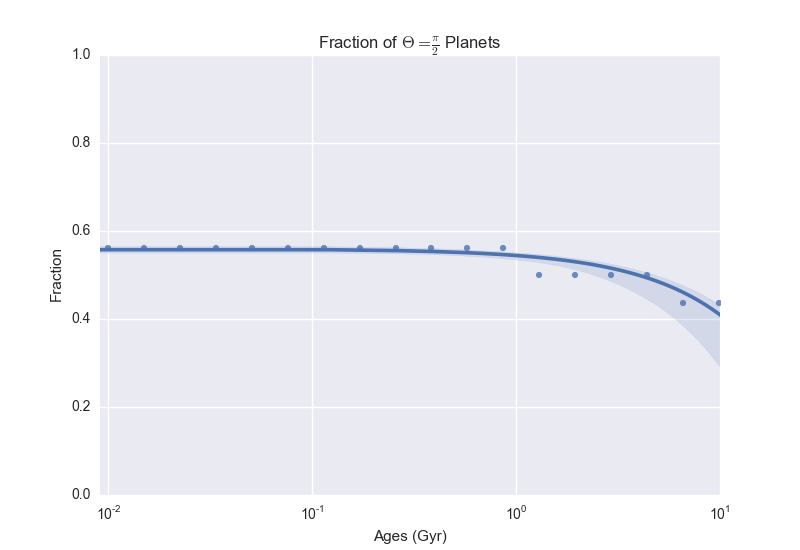 Fraction of Θ = π/2 Planets
1.0
0.8
0.6
0.4
0.2
0.0
Fraction
10⁻² 10⁻¹ 10⁰ 10¹
Ages (Gyr)